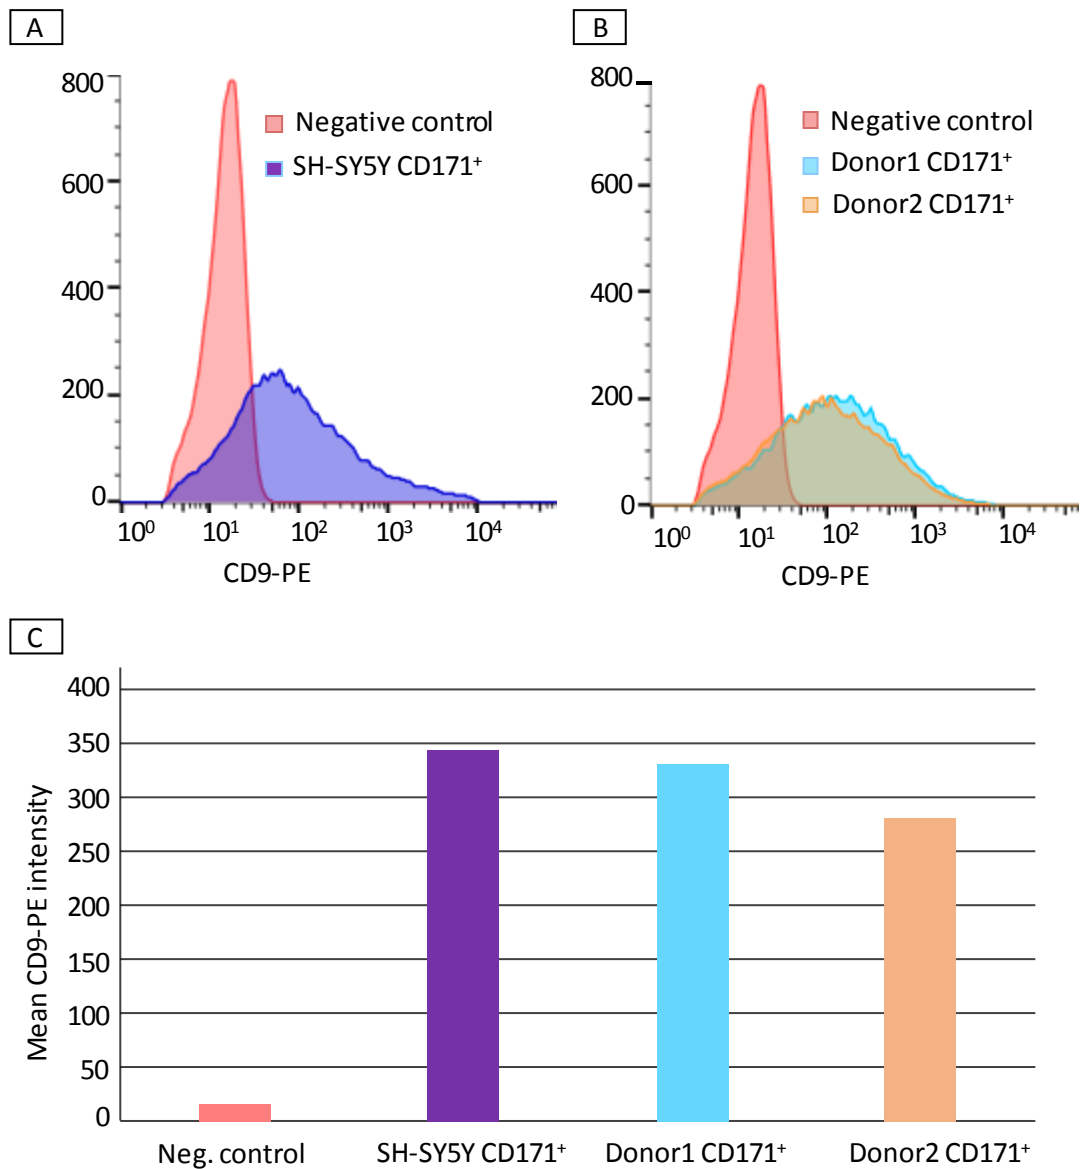 A
800
600
400
200
0
Negative control
SH-SY5Y CD171⁺
10⁰ 10¹ 10² 10³ 10⁴
CD9-PE
B
800
600
400
200
0
Negative control
Donor1 CD171⁺
Donor2 CD171⁺
10⁰ 10¹ 10² 10³ 10⁴
CD9-PE
C
Mean CD9-PE intensity
400
350
300
250
200
150
100
50
0
Neg. control SH-SY5Y CD171⁺ Donor1 CD171⁺ Donor2 CD171⁺